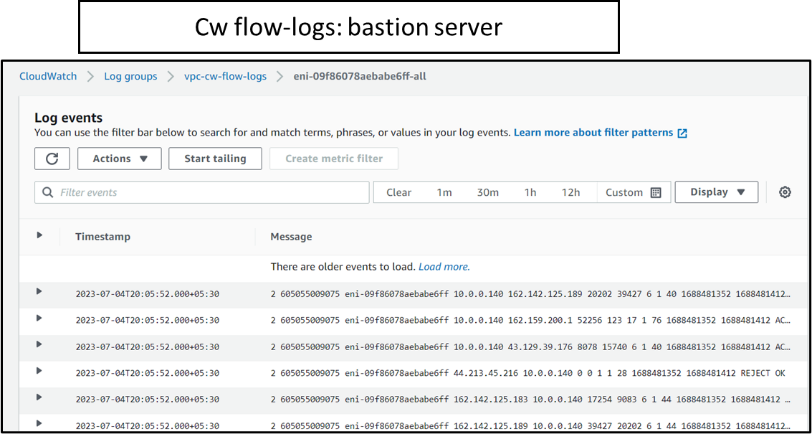 Cw flow-logs: bastion server
CloudWatch > Log groups > vpc-cw-flow-logs > eni-09f86078aebabe6ff-all
Log events
You can use the filter bar below to search for and match terms, phrases, or values in your log events. Learn more about filter patterns
Actions ▼ Start tailing Create metric filter
Filter events Clear 1m 30m 1h 12h Custom Display ▼
▶ Timestamp Message
There are older events to load. Load more.
▶ 2023-07-04T20:05:52.000+05:30 2 605055009075 eni-09f86078aebabe6ff 10.0.0.140 162.142.125.189 20202 39427 6 1 40 1688481352 1688481412…
▶ 2023-07-04T20:05:52.000+05:30 2 605055009075 eni-09f86078aebabe6ff 10.0.0.140 162.159.200.1 52256 123 17 1 76 1688481352 1688481412 AC…
▶ 2023-07-04T20:05:52.000+05:30 2 605055009075 eni-09f86078aebabe6ff 10.0.0.140 43.129.39.176 8078 15740 6 1 40 1688481352 1688481412 AC…
▶ 2023-07-04T20:05:52.000+05:30 2 605055009075 eni-09f86078aebabe6ff 44.213.45.216 10.0.0.140 0 0 1 1 28 1688481352 1688481412 REJECT OK
▶ 2023-07-04T20:05:52.000+05:30 2 605055009075 eni-09f86078aebabe6ff 162.142.125.183 10.0.0.140 17254 9083 6 1 44 1688481352 1688481412 …
▶ 2023-07-04T20:05:52.000+05:30 2 605055009075 eni-09f86078aebabe6ff 162.142.125.189 10.0.0.140 39427 20202 6 1 44 1688481352 1688481412…